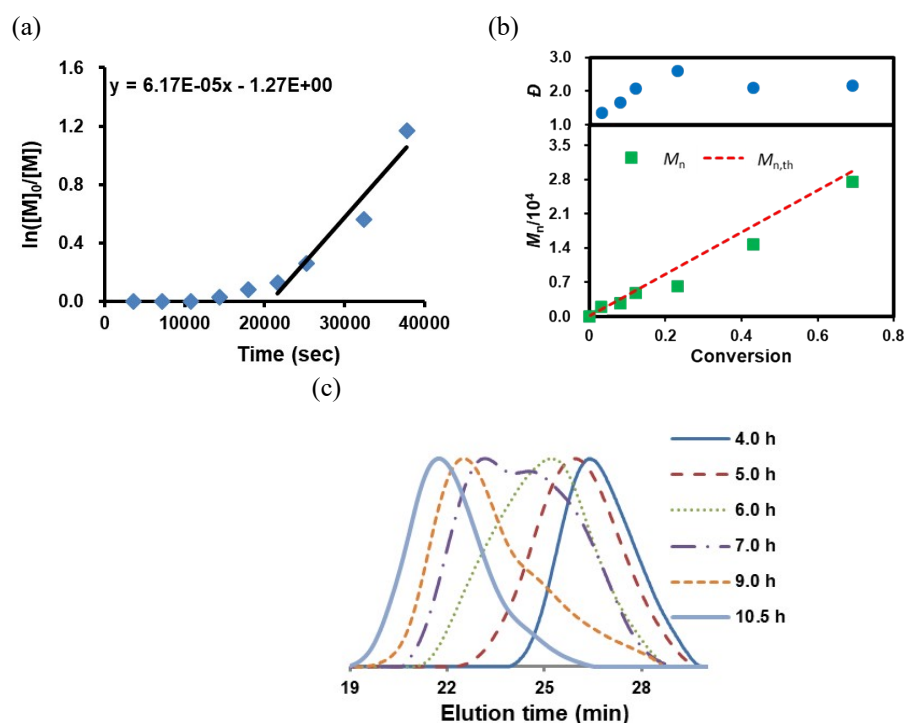 (a)
y = 6.17E-05x - 1.27E+00
ln([M]₀/[M])
1.6
1.2
0.8
0.4
0.0
0 10000 20000 30000 40000
Time (sec)
(b)
Đ
3.0
2.0
1.0
Mn/10⁴
3.5
2.8
2.1
1.4
0.7
0.0
Mn Mn,th
0 0.2 0.4 0.6 0.8
Conversion
(c)
4.0 h
5.0 h
6.0 h
7.0 h
9.0 h
10.5 h
19 22 25 28
Elution time (min)